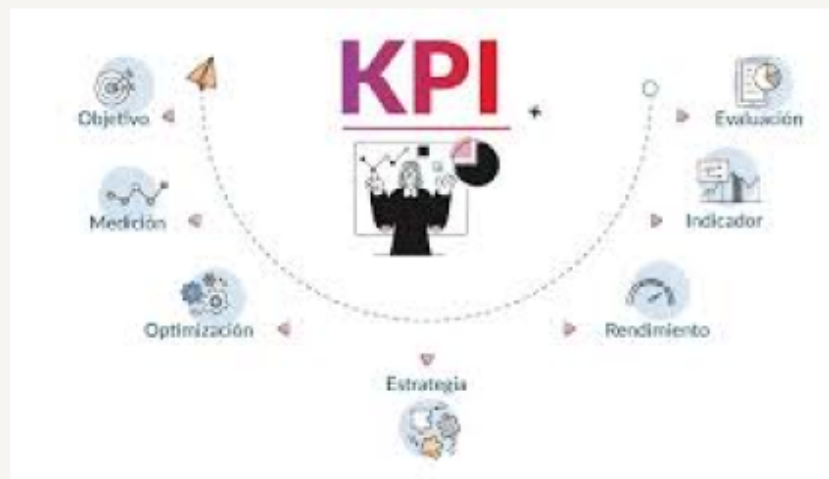 KPI
Objetivo
Evaluación
Medición
Indicador
Optimización
Rendimiento
Estrategia